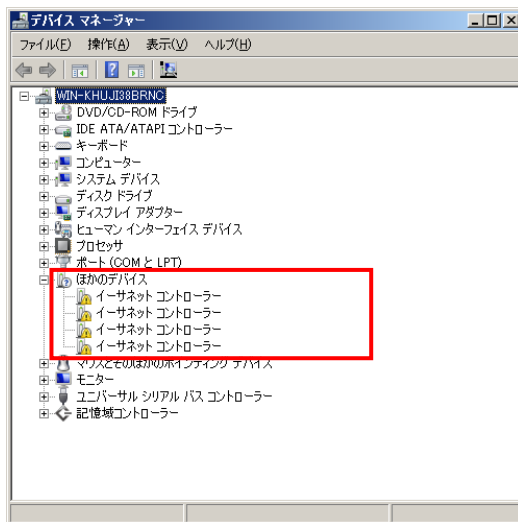 デバイス マネージャー
ファイル(F) 操作(A) 表示(V) ヘルプ(H)
WIN-KHUJI38BRNC
DVD/CD-ROM ドライブ
IDE ATA/ATAPI コントローラー
キーボード
コンピューター
システム デバイス
ディスク ドライブ
ディスプレイ アダプター
ヒューマン インターフェイス デバイス
プロセッサ
ポート (COM と LPT)
ほかのデバイス
イーサネット コントローラー
イーサネット コントローラー
イーサネット コントローラー
イーサネット コントローラー
マウスとそのほかのポインティング デバイス
モニター
ユニバーサル シリアル バス コントローラー
記憶域コントローラー